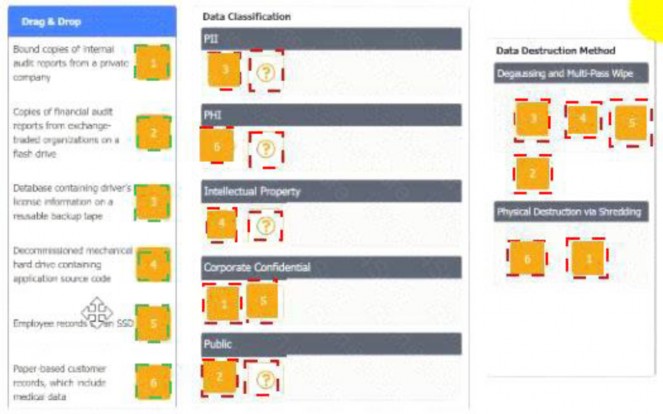 Drag & Drop
Bound copies of internal
audit reports from a private
company
1
Copies of financial audit
reports from exchange-
traded organizations on a
flash drive
2
Database containing driver's
license information on a
reusable backup tape
3
Decommissioned mechanical
hard drive containing
application source code
4
Employee records on an SSD
5
Paper-based customer
records, which include
medical data
6
Data Classification
PII
3 ?
PHI
6 ?
Intellectual Property
4 ?
Corporate Confidential
1 5
Public
2 ?
Data Destruction Method
Degaussing and Multi-Pass Wipe
3 4 5
2
Physical Destruction via Shredding
6 1